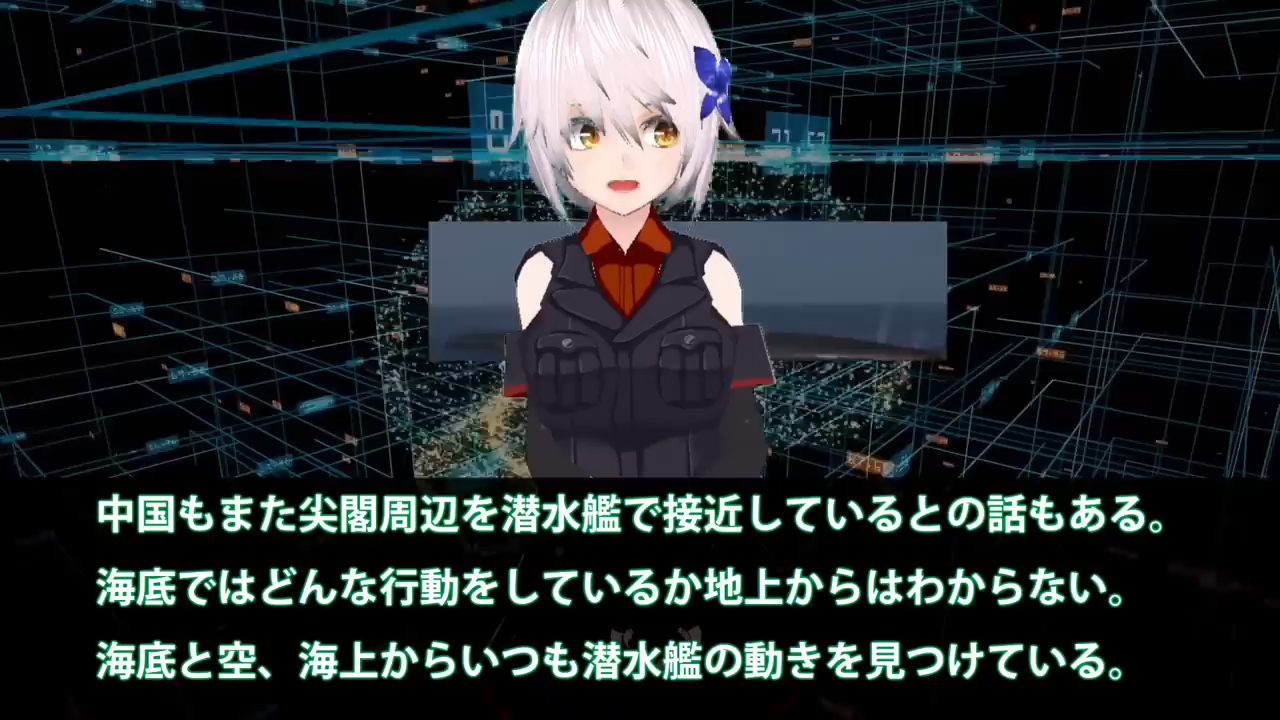 中国もまた尖閣周辺を潜水艦で接近しているとの話もある。
海底ではどんな行動をしているか地上からはわからない。
海底と空、海上からいつも潜水艦の動きを見つけている。